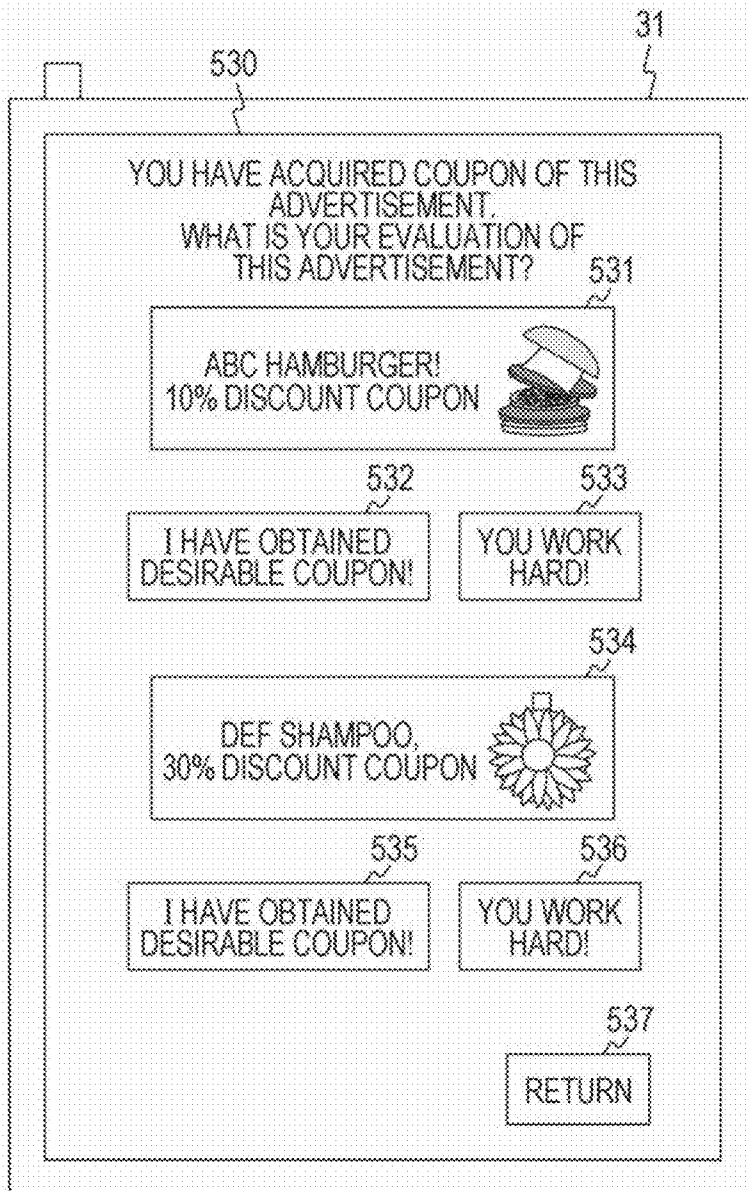 31
530
YOU HAVE ACQUIRED COUPON OF THIS
ADVERTISEMENT.
WHAT IS YOUR EVALUATION OF
THIS ADVERTISEMENT?
531
ABC HAMBURGER!
10% DISCOUNT COUPON
532
533
I HAVE OBTAINED
DESIRABLE COUPON!
YOU WORK
HARD!
534
DEF SHAMPOO,
30% DISCOUNT COUPON
535
536
I HAVE OBTAINED
DESIRABLE COUPON!
YOU WORK
HARD!
537
RETURN